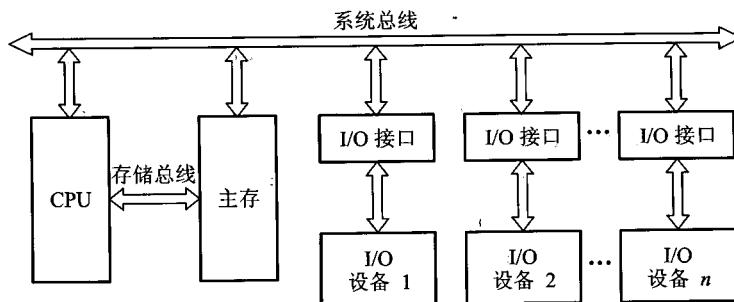 系统总线
CPU
存储总线
主存
I/O 接口
I/O 接口
···
I/O 接口
I/O
设备 1
I/O
设备 2
···
I/O
设备 n